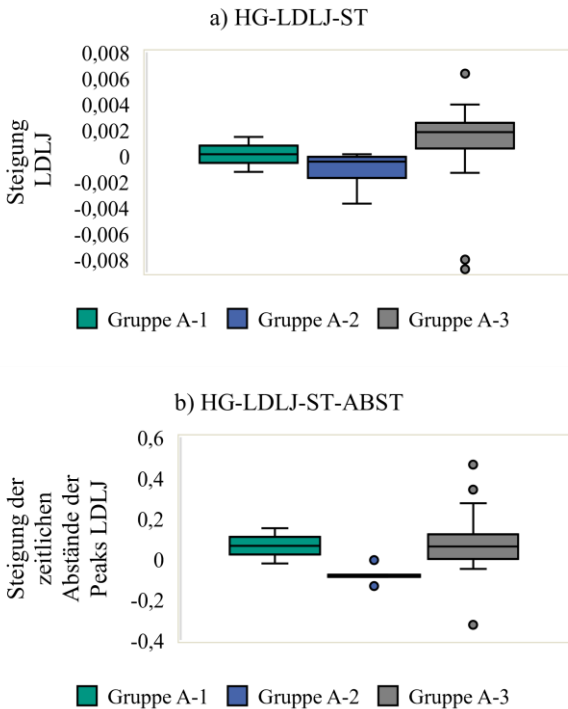 a) HG-LDLJ-ST
0,008
0,006
0,004
0,002
0
-0,002
-0,004
-0,006
-0,008
Steigung
LDLJ
Gruppe A-1 Gruppe A-2 Gruppe A-3
b) HG-LDLJ-ST-ABST
0,6
0,4
0,2
0
-0,2
-0,4
Steigung der
zeitlichen
Abstände der
Peaks LDLJ
Gruppe A-1 Gruppe A-2 Gruppe A-3